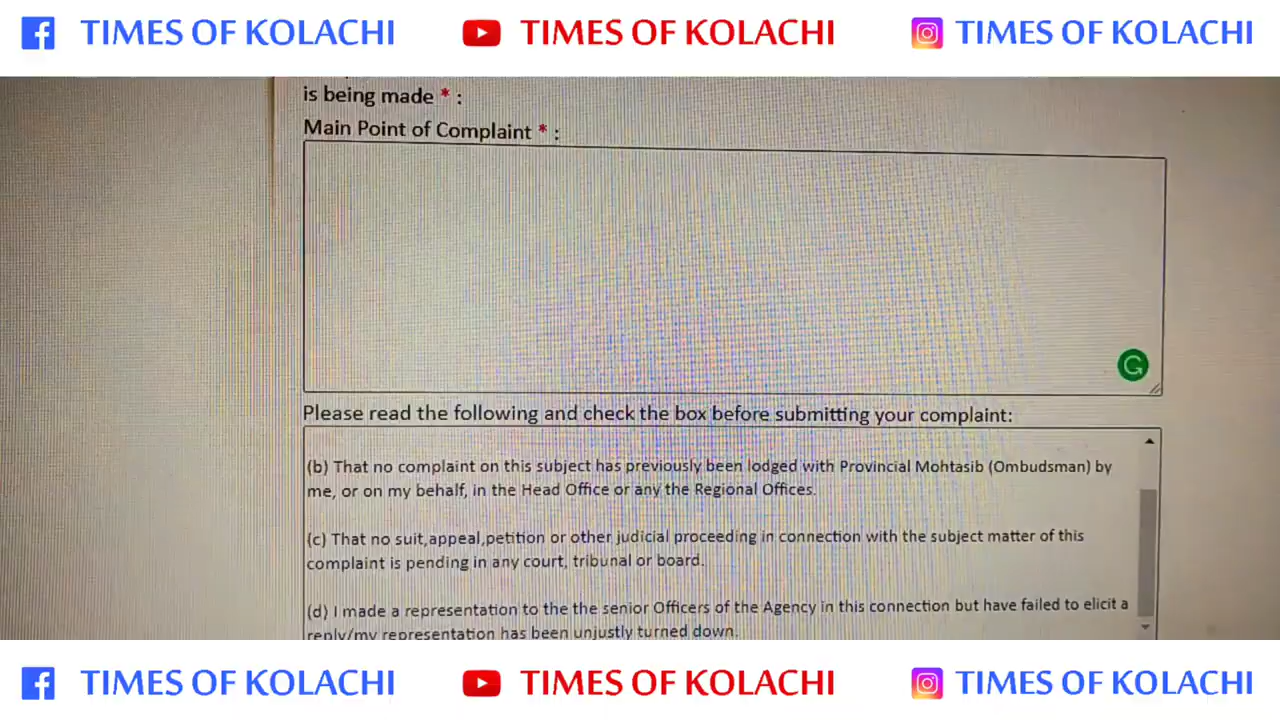 TIMES OF KOLACHI TIMES OF KOLACHI TIMES OF KOLACHI
is being made * :
Main Point of Complaint * :
Please read the following and check the box before submitting your complaint:
(b) That no complaint on this subject has previously been lodged with Provincial Mohtasib (Ombudsman) by
me, or on my behalf, in the Head Office or any the Regional Offices.
(c) That no suit,appeal,petition or other judicial proceeding in connection with the subject matter of this
complaint is pending in any court, tribunal or board.
(d) I made a representation to the the senior Officers of the Agency in this connection but have failed to elicit a
reply/my representation has been unjustly turned down.
TIMES OF KOLACHI TIMES OF KOLACHI TIMES OF KOLACHI